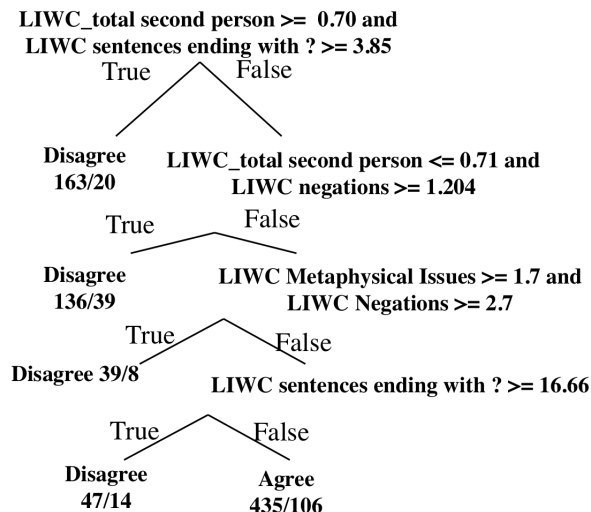 LIWC_total second person >= 0.70 and
LIWC sentences ending with ? >= 3.85
True False
Disagree
163/20
LIWC_total second person <= 0.71 and
LIWC negations >= 1.204
True False
Disagree
136/39
LIWC Metaphysical Issues >= 1.7 and
LIWC Negations >= 2.7
True False
Disagree 39/8
LIWC sentences ending with ? >= 16.66
True False
Disagree
47/14
Agree
435/106